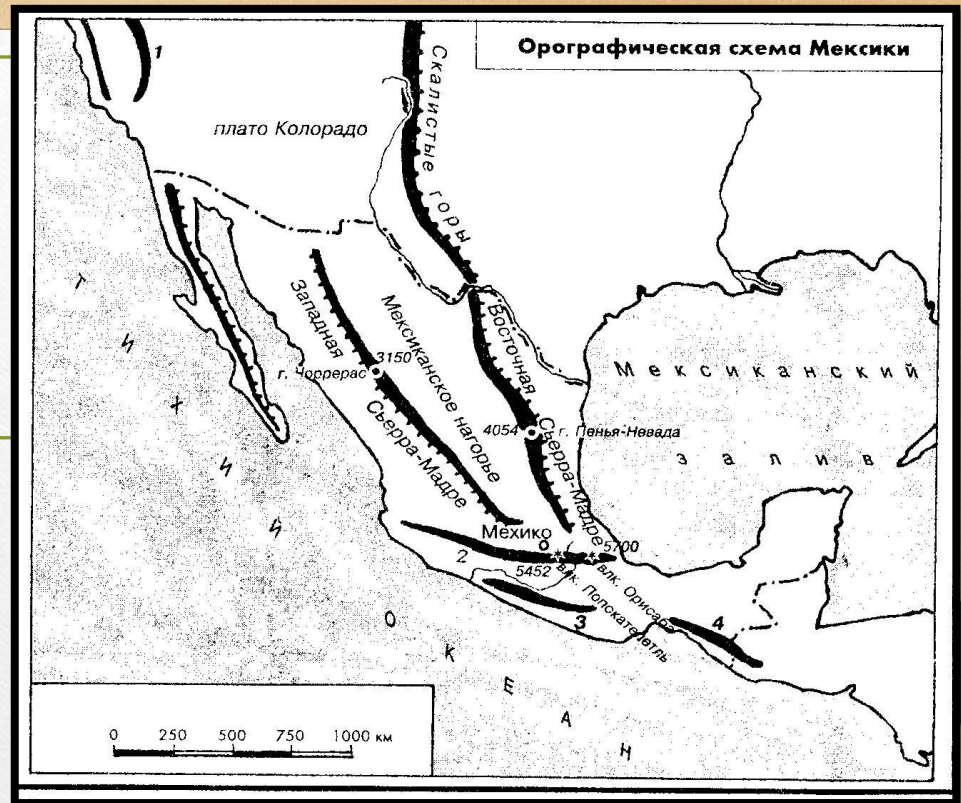 Орографическая схема Мексики
1
плато Колорадо
Скалистые горы
Западная Сьерра-Мадре
3150
г. Чоррерас
Мексиканское нагорье
Восточная Сьерра-Мадре
4054
г. Пенья-Невада
Мексиканский
залив
Мехико
5700
2
5452
влк. Орисаба
влк. Попокатепетль
3
4
ТИХИЙ
ОКЕАН
0 250 500 750 1000 км